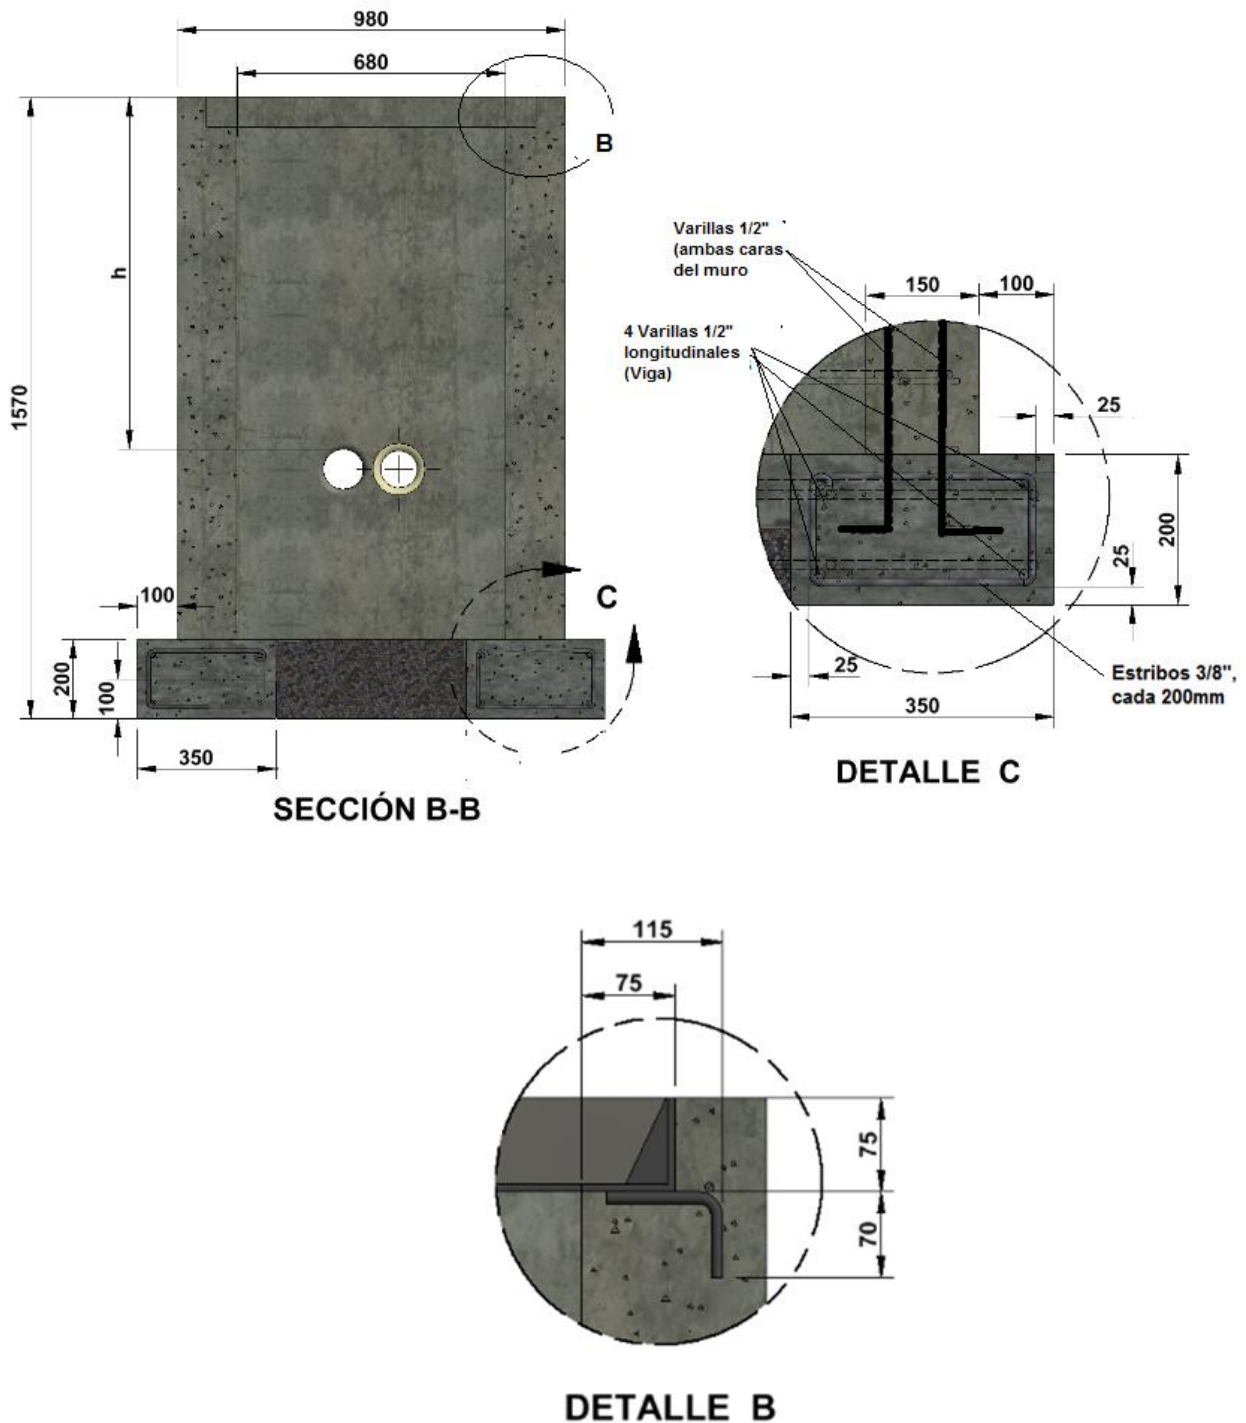 980
680
B
h
1570
100
200
100
350
C
SECCIÓN B-B
Varillas 1/2"
(ambas caras
del muro
4 Varillas 1/2"
longitudinales
(Viga)
150
100
25
200
25
25
350
Estribos 3/8",
cada 200mm
DETALLE C
115
75
75
70
DETALLE B